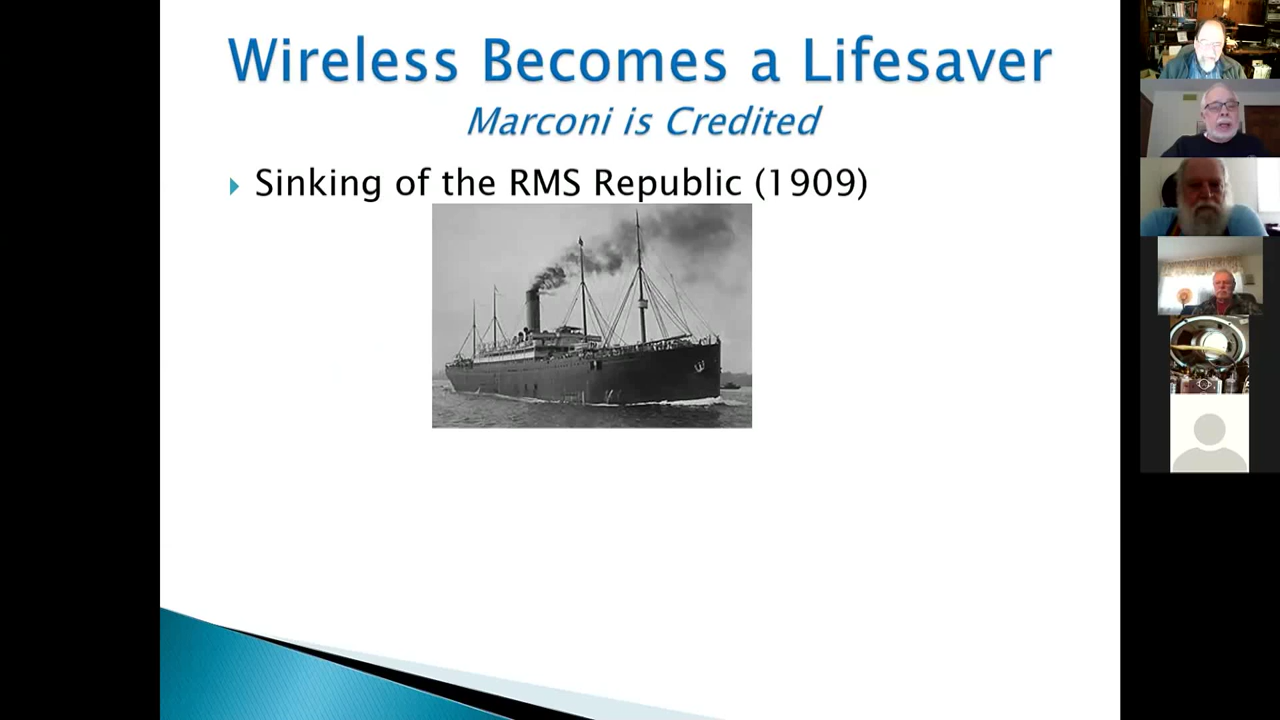 Wireless Becomes a Lifesaver
Marconi is Credited
Sinking of the RMS Republic (1909)